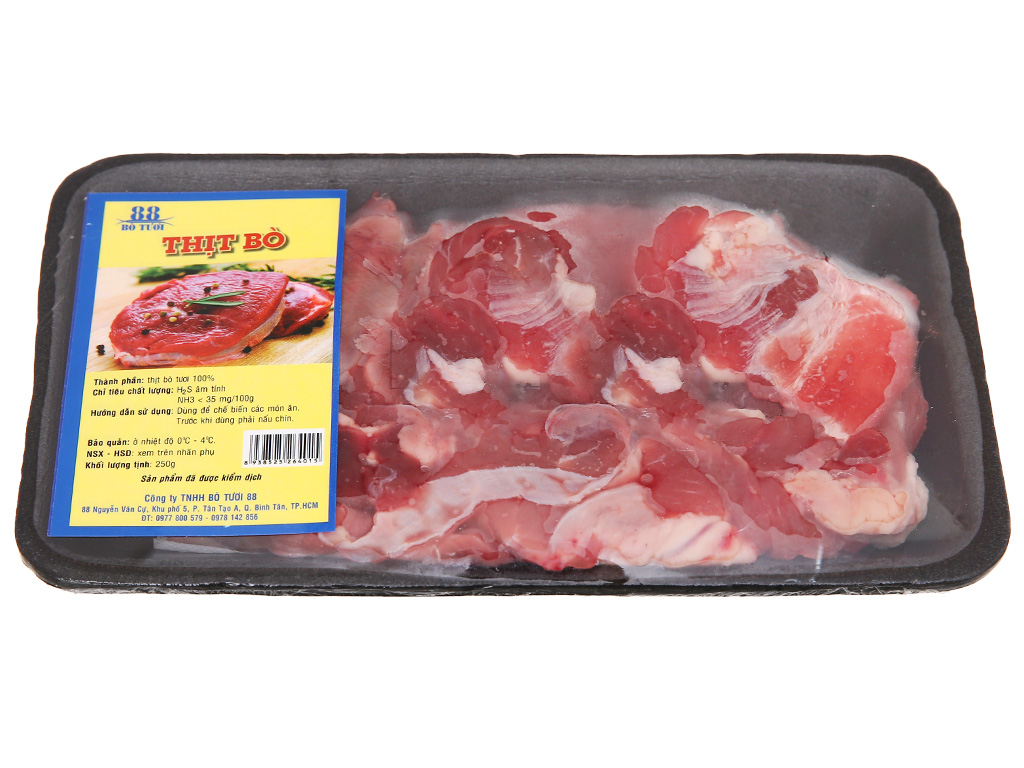 88
BÒ TƯƠI
THỊT BÒ
Thành phần: thịt bò tươi 100%
Chỉ tiêu chất lượng: H₂S âm tính
NH3 < 35 mg/100g
Hướng dẫn sử dụng: Dùng để chế biến các món ăn.
Trước khi dùng phải nấu chín.
Bảo quản: ở nhiệt độ 0°C - 4°C.
NSX - HSD: xem trên nhãn phụ
Khối lượng tịnh: 250g
8 938525 264015
Sản phẩm đã được kiểm dịch
Công ty TNHH BÒ TƯƠI 88
88 Nguyễn Văn Cự, Khu phố 5, P. Tân Tạo A, Q. Bình Tân, TP.HCM
ĐT: 0977 800 579 - 0978 142 856